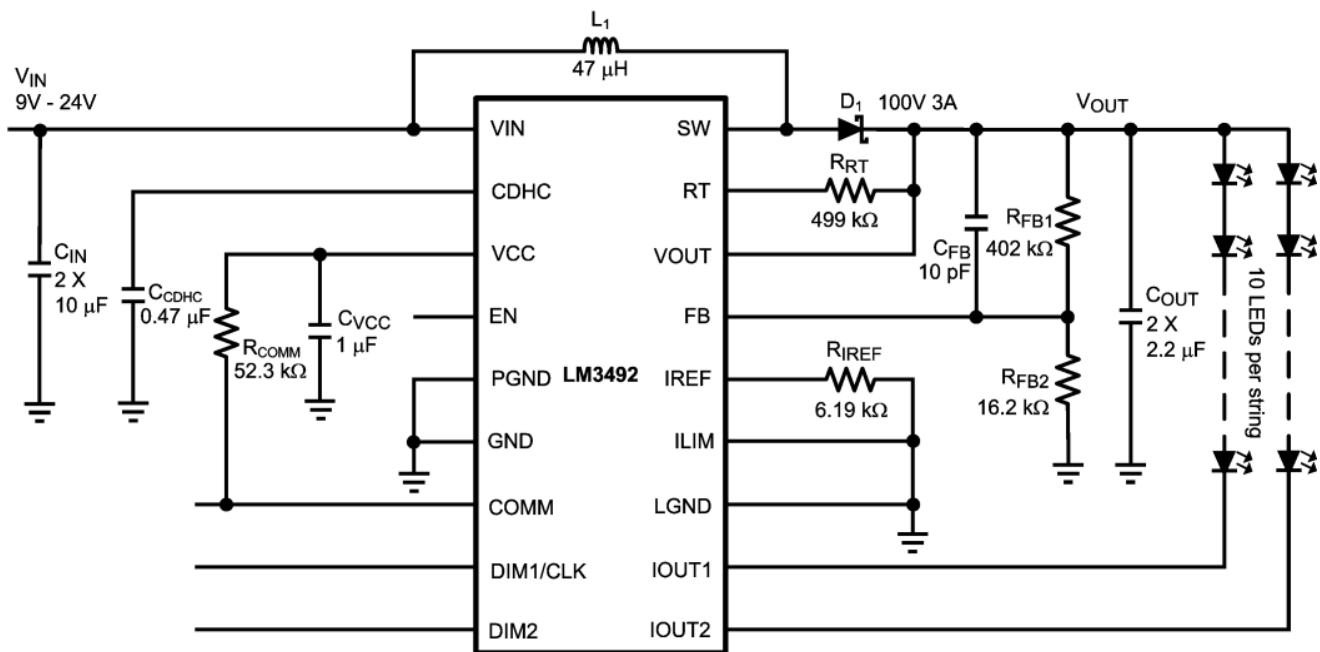 L1
47 μH
VIN
9V - 24V
D1
100V 3A
VOUT
VIN
SW
RRT
CDHC
RT
499 kΩ
RFB1
402 kΩ
CIN
2 X
10 μF
CCDHC
0.47 μF
VCC
VOUT
CFB
10 pF
COUT
2 X
2.2 μF
10 LEDs per string
RCOMM
52.3 kΩ
CVCC
1 μF
EN
FB
LM3492
RIREF
PGND
IREF
6.19 kΩ
RFB2
16.2 kΩ
GND
ILIM
COMM
LGND
DIM1/CLK
IOUT1
DIM2
IOUT2